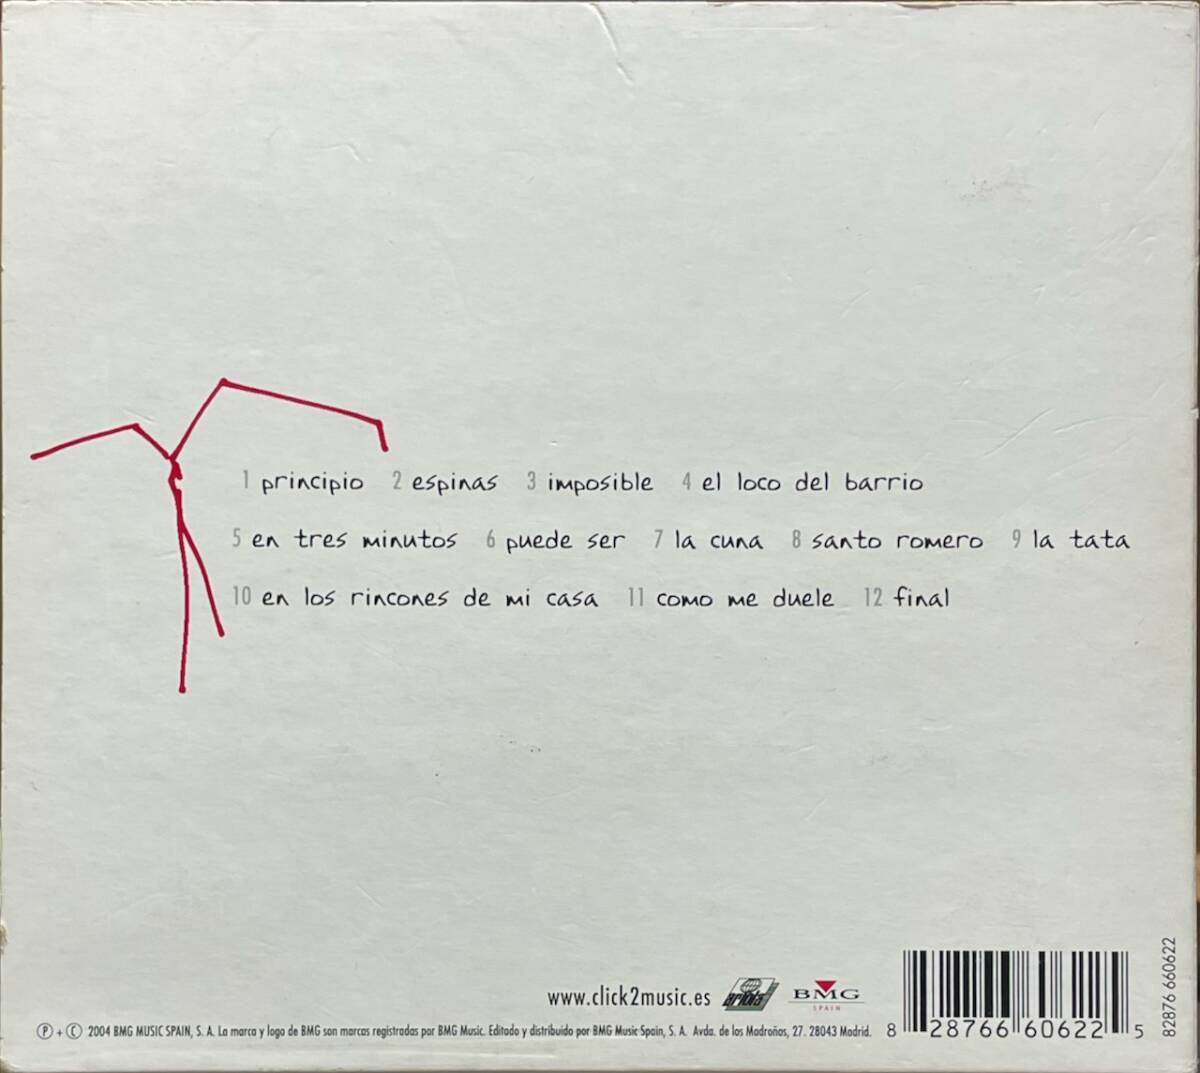 1 principio 2 espinas 3 imposible 4 el loco del barrio
5 en tres minutos 6 puede ser 7 la cuna 8 santo romero 9 la tata
10 en los rincones de mi casa 11 como me duele 12 final
www.click2music.es ariola BMG SPAIN
Ⓟ + Ⓒ 2004 BMG MUSIC SPAIN, S. A. La marca y logo de BMG son marcas registradas por BMG Music. Editado y distribuido por BMG Music Spain, S. A. Avda. de los Madroños, 27. 28043 Madrid.
8 28766 60622 5
82876 660622